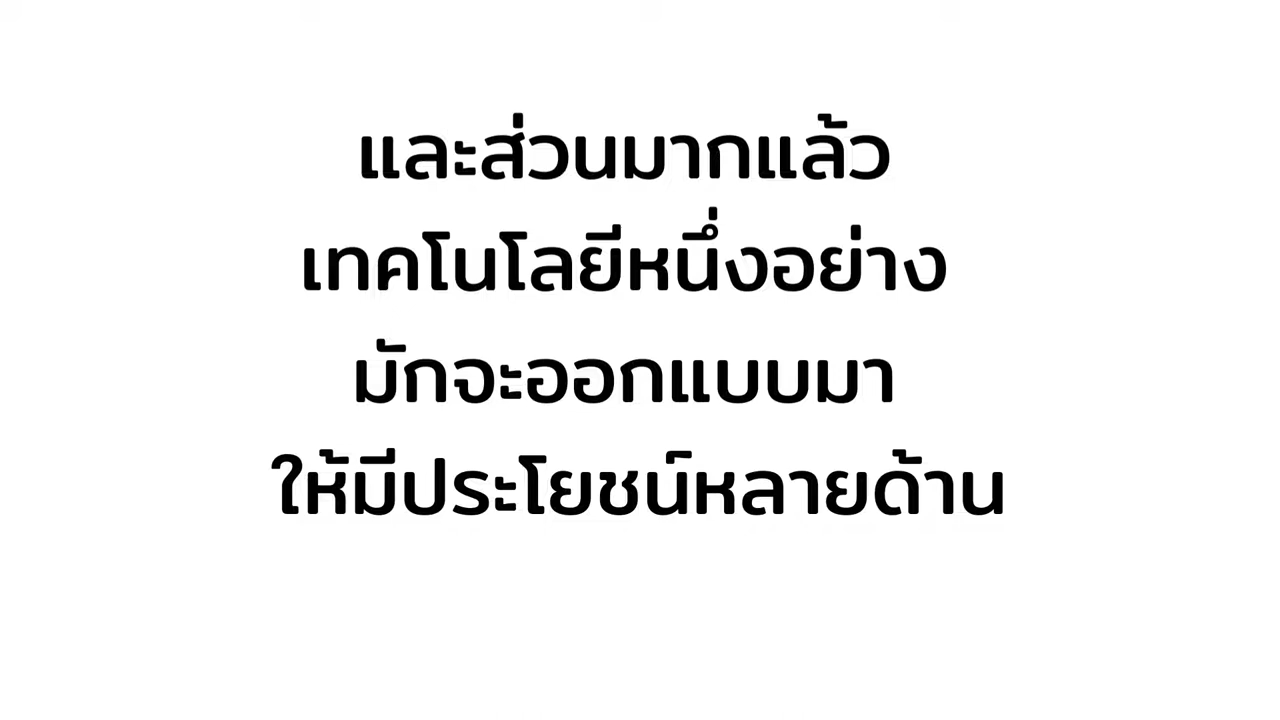 และส่วนมากแล้ว
เทคโนโลยีหนึ่งอย่าง
มักจะออกแบบมา
ให้มีประโยชน์หลายด้าน